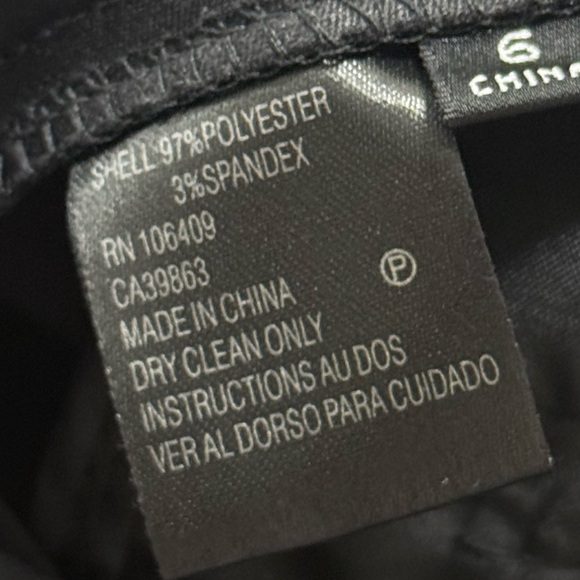 6
CHINA
SHELL 97%POLYESTER
3%SPANDEX
RN 106409
CA39863
P
MADE IN CHINA
DRY CLEAN ONLY
INSTRUCTIONS AU DOS
VER AL DORSO PARA CUIDADO